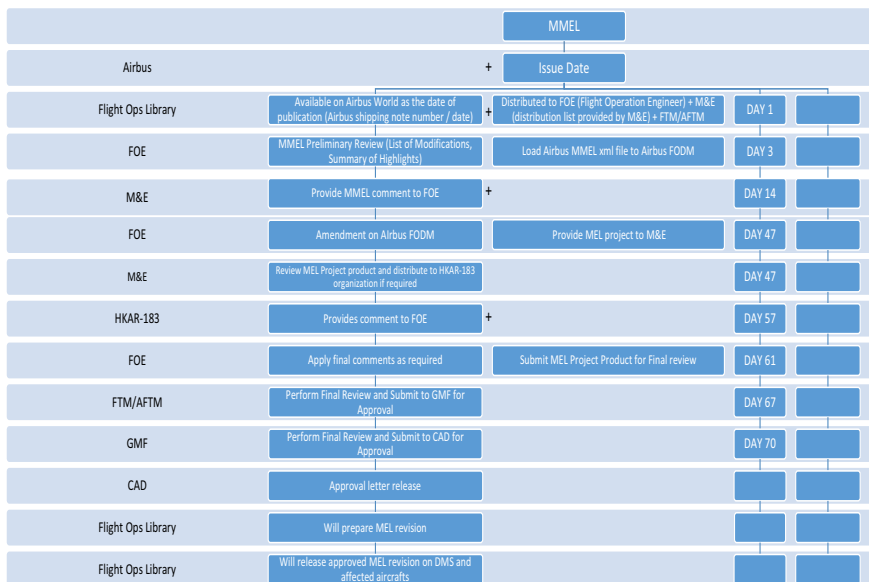 MMEL
Airbus
+
Issue Date
Flight Ops Library
Available on Airbus World as the date of
publication (Airbus shipping note number / date)
+
Distributed to FOE (Flight Operation Engineer) + M&E
(distribution list provided by M&E) + FTM/AFTM
DAY 1
FOE
MMEL Preliminary Review (List of Modifications,
Summary of Highlights)
Load Airbus MMEL xml file to Airbus FODM
DAY 3
M&E
Provide MMEL comment to FOE
+
DAY 14
FOE
Amendment on AIrbus FODM
Provide MEL project to M&E
DAY 47
M&E
Review MEL Project product and distribute to HKAR-183
organization if required
DAY 47
HKAR-183
Provides comment to FOE
+
DAY 57
FOE
Apply final comments as required
Submit MEL Project Product for Final review
DAY 61
FTM/AFTM
Perform Final Review and Submit to GMF for
Approval
DAY 67
GMF
Perform Final Review and Submit to CAD for
Approval
DAY 70
CAD
Approval letter release
Flight Ops Library
Will prepare MEL revision
Flight Ops Library
Will release approved MEL revision on DMS and
affected aircrafts